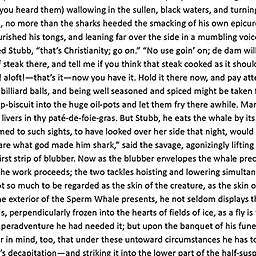 you heard them) wallowing in the sullen, black waters, and turnin
, no more than the sharks heeded the smacking of his own epicur
urished his tongs, and leaning far over the side in a mumbling voic
ed Stubb, “that’s Christianity; go on.” “No use goin’ on; de dam wil
f steak there, and tell me if you think that steak cooked as it shoul
! aloft!—that’s it—now you have it. Hold it there now, and pay atte
billiard balls, and being well seasoned and spiced might be taken f
p-biscuit into the huge oil-pots and let them fry there awhile. Mar
livers in thy paté-de-foie-gras. But Stubb, he eats the whale by its
med to such sights, to have looked over her side that night, would
are what god made him shark,” said the savage, agonizingly lifting
first strip of blubber. Now as the blubber envelopes the whale prec
he work proceeds; the two tackles hoisting and lowering simultan
ot so much to be regarded as the skin of the creature, as the skin o
he exterior of the Sperm Whale presents, he not seldom displays th
s, perpendicularly frozen into the hearts of fields of ice, as a fly is
peradventure he had needed it; but upon the banquet of his fune
r in mind, too, that under these untoward circumstances he has to
’s decapitation—and striking it into the lower part of the half-susp